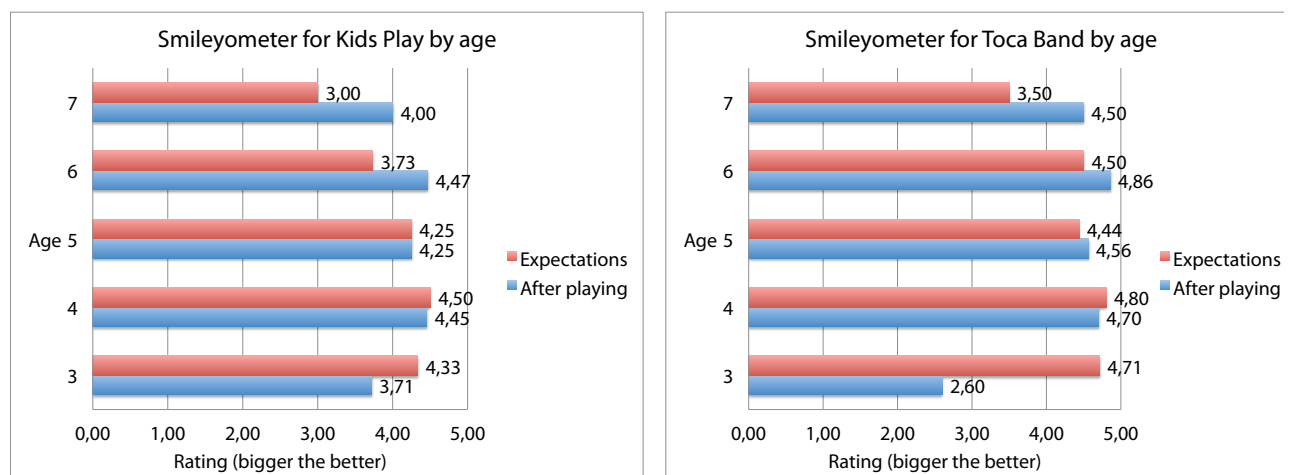 Smileyometer for Kids Play by age
7
3,00
4,00
6
3,73
4,47
Age 5
4,25
4,25
4
4,50
4,45
3
4,33
3,71
Expectations
After playing
0,00 1,00 2,00 3,00 4,00 5,00
Rating (bigger the better)
Smileyometer for Toca Band by age
7
3,50
4,50
6
4,50
4,86
Age 5
4,44
4,56
4
4,80
4,70
3
4,71
2,60
Expectations
After playing
0,00 1,00 2,00 3,00 4,00 5,00
Rating (bigger the better)